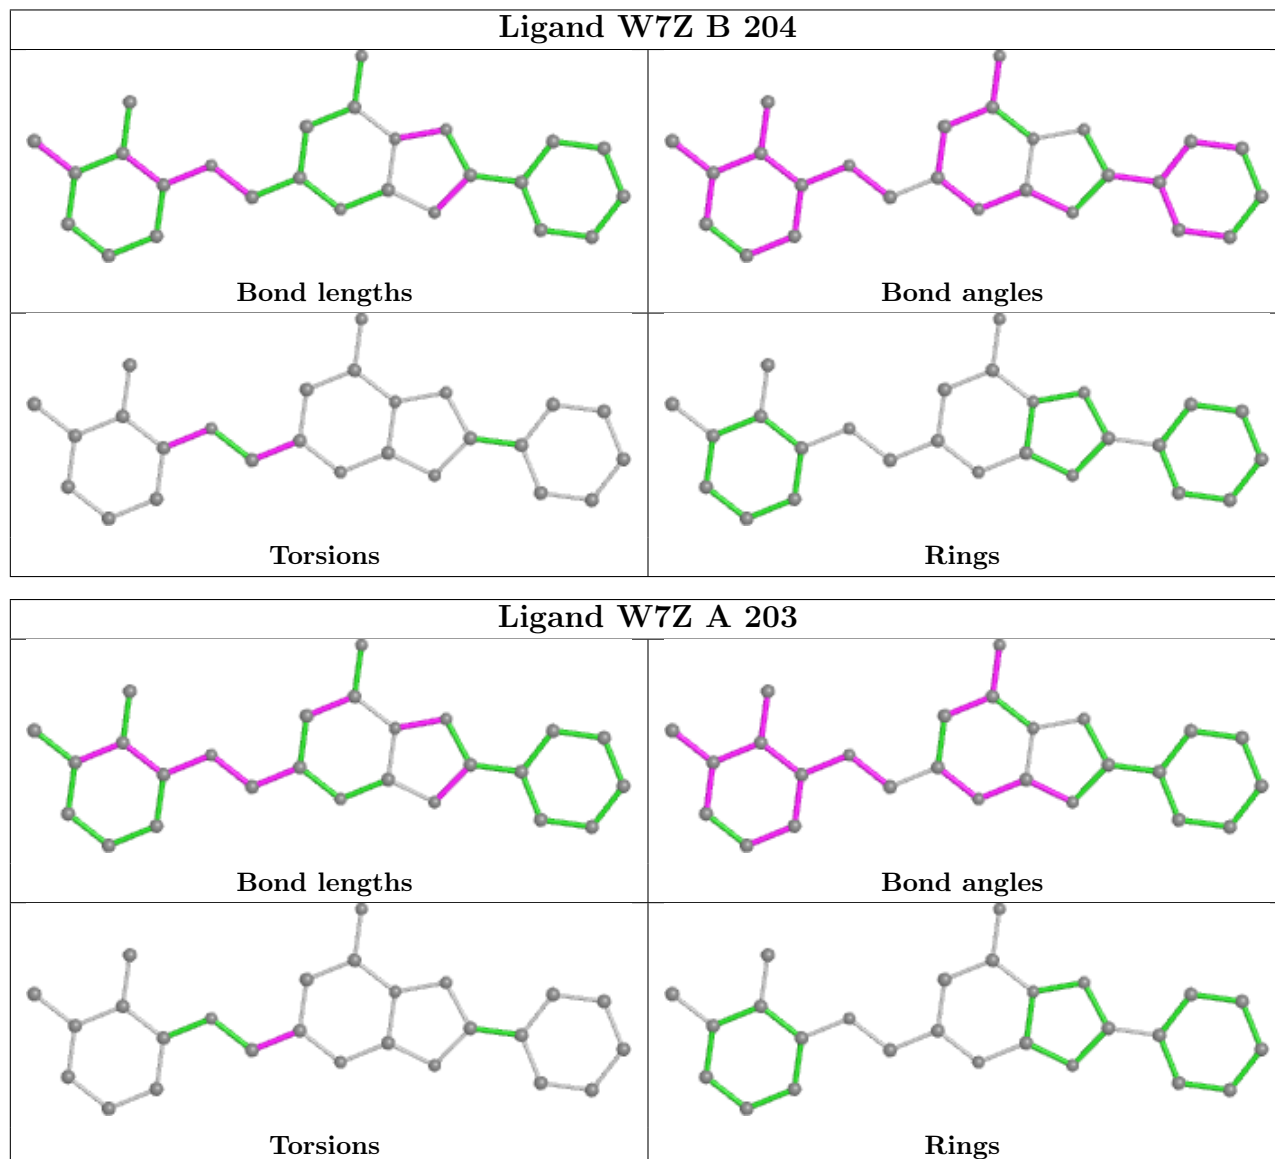 Ligand W7Z B 204
Bond lengths
Bond angles
Torsions
Rings
Ligand W7Z A 203
Bond lengths
Bond angles
Torsions
Rings